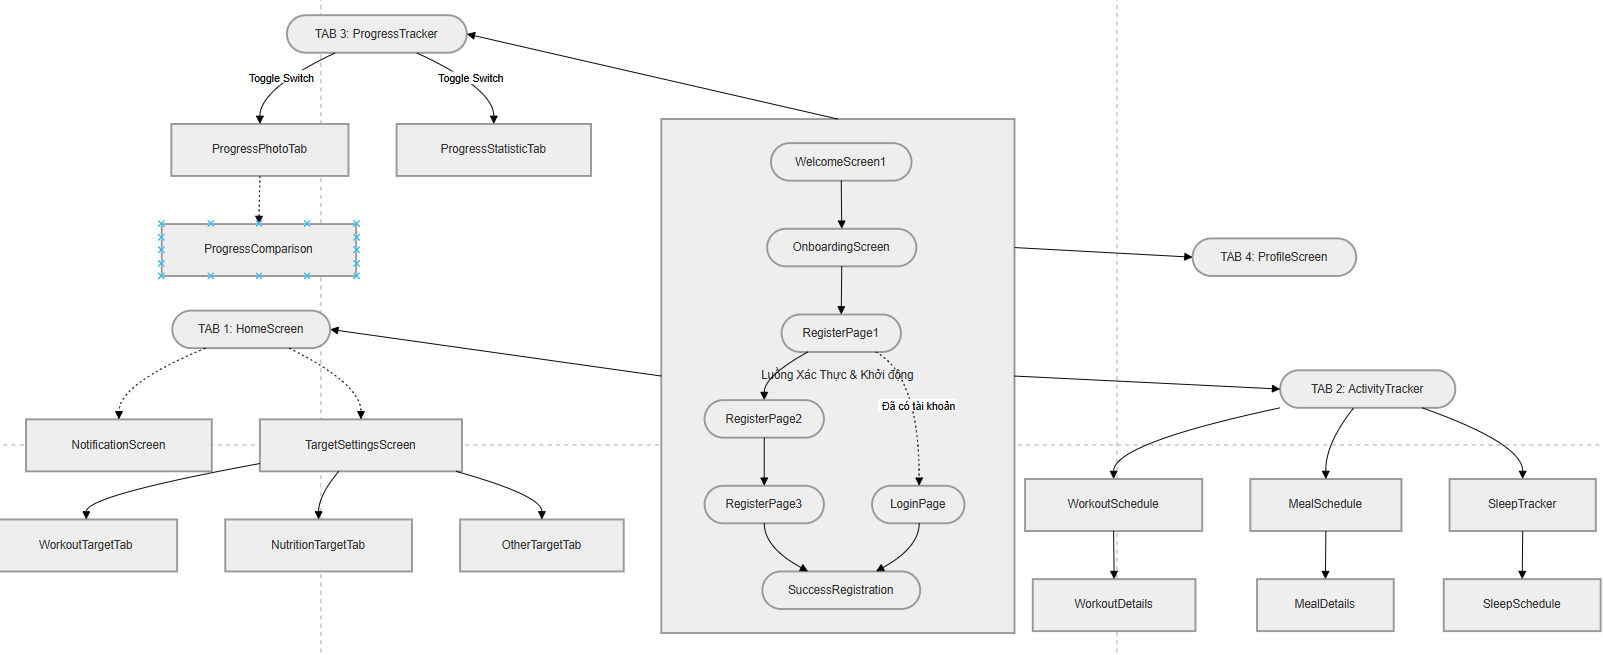 TAB 3: ProgressTracker
Toggle Switch
Toggle Switch
ProgressPhotoTab
ProgressStatisticTab
ProgressComparison
TAB 1: HomeScreen
NotificationScreen
TargetSettingsScreen
WorkoutTargetTab
NutritionTargetTab
OtherTargetTab
WelcomeScreen1
OnboardingScreen
RegisterPage1
Luồng Xác Thực & Khởi động
Đã có tài khoản
RegisterPage2
RegisterPage3
LoginPage
SuccessRegistration
TAB 4: ProfileScreen
TAB 2: ActivityTracker
WorkoutSchedule
MealSchedule
SleepTracker
WorkoutDetails
MealDetails
SleepSchedule